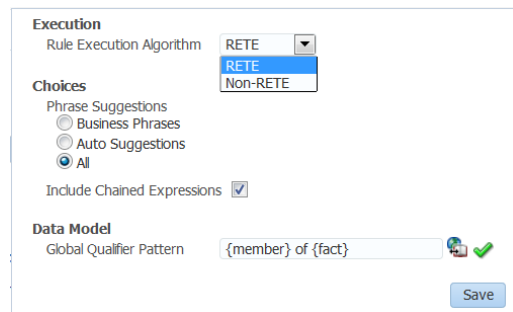 Execution
Rule Execution Algorithm RETE
RETE
Non-RETE
Choices
Phrase Suggestions
Business Phrases
Auto Suggestions
All
Include Chained Expressions
Data Model
Global Qualifier Pattern {member} of {fact}
Save